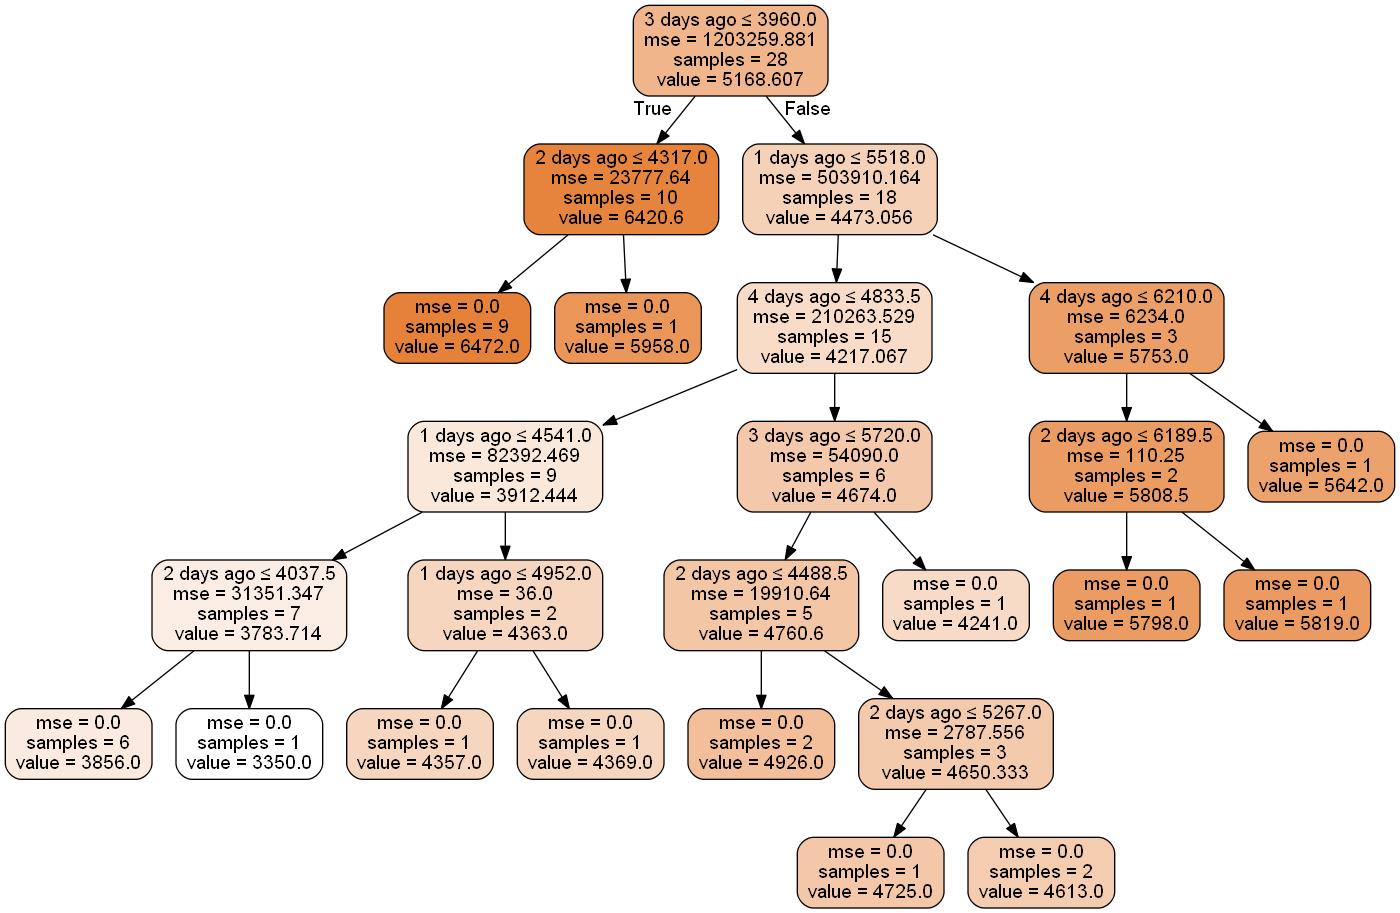 3 days ago ≤ 3960.0
mse = 1203259.881
samples = 28
value = 5168.607
True
False
2 days ago ≤ 4317.0
mse = 23777.64
samples = 10
value = 6420.6
1 days ago ≤ 5518.0
mse = 503910.164
samples = 18
value = 4473.056
mse = 0.0
samples = 9
value = 6472.0
mse = 0.0
samples = 1
value = 5958.0
4 days ago ≤ 4833.5
mse = 210263.529
samples = 15
value = 4217.067
4 days ago ≤ 6210.0
mse = 6234.0
samples = 3
value = 5753.0
1 days ago ≤ 4541.0
mse = 82392.469
samples = 9
value = 3912.444
3 days ago ≤ 5720.0
mse = 54090.0
samples = 6
value = 4674.0
2 days ago ≤ 6189.5
mse = 110.25
samples = 2
value = 5808.5
mse = 0.0
samples = 1
value = 5642.0
2 days ago ≤ 4037.5
mse = 31351.347
samples = 7
value = 3783.714
1 days ago ≤ 4952.0
mse = 36.0
samples = 2
value = 4363.0
2 days ago ≤ 4488.5
mse = 19910.64
samples = 5
value = 4760.6
mse = 0.0
samples = 1
value = 4241.0
mse = 0.0
samples = 1
value = 5798.0
mse = 0.0
samples = 1
value = 5819.0
mse = 0.0
samples = 6
value = 3856.0
mse = 0.0
samples = 1
value = 3350.0
mse = 0.0
samples = 1
value = 4357.0
mse = 0.0
samples = 1
value = 4369.0
mse = 0.0
samples = 2
value = 4926.0
2 days ago ≤ 5267.0
mse = 2787.556
samples = 3
value = 4650.333
mse = 0.0
samples = 1
value = 4725.0
mse = 0.0
samples = 2
value = 4613.0